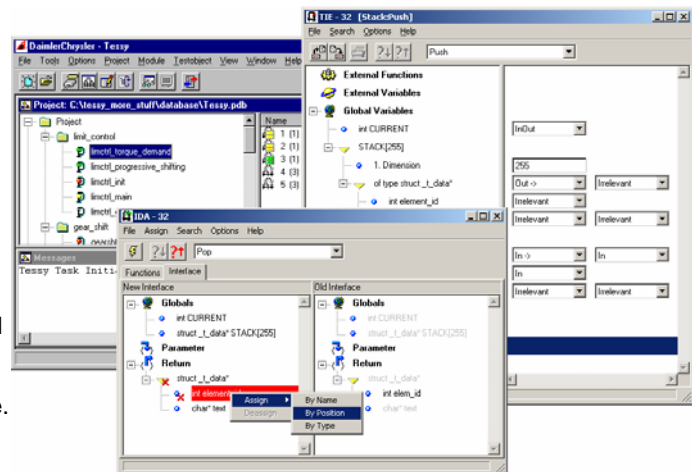 TIE - 32 [Stack:Push]
File Search Options Help
Push
External Functions
External Variables
Global Variables
int CURRENT
InOut
STACK[255]
1. Dimension
255
of type struct _t_data*
Out ->
Irrelevant
int element_id
Irrelevant
Irrelevant
Irrelevant
In ->
In
In
Irrelevant
Irrelevant
DaimlerChrysler - Tessy
File Tools Options Project Module Testobject View Window Help
Project: C:\tessy_more_stuff\database\Tessy.pdb
Project
limit_control
limctrl_torque_demand
limctrl_progressive_shifting
limctrl_init
limctrl_main
gear_shift
Name
1 (1)
2 (1)
3 (1)
4 (3)
5 (3)
Messages
Tessy Task Initi
IDA - 32
File Assign Search Options Help
Pop
Functions Interface
New Interface
Old Interface
Globals
Globals
int CURRENT
int CURRENT
struct _t_data* STACK[255]
struct _t_data* STACK[255]
Parameter
Parameter
Return
Return
struct _t_data*
struct _t_data*
int elem_id
char* text
char* text
Assign
Deassign
By Name
By Position
By Type
e.